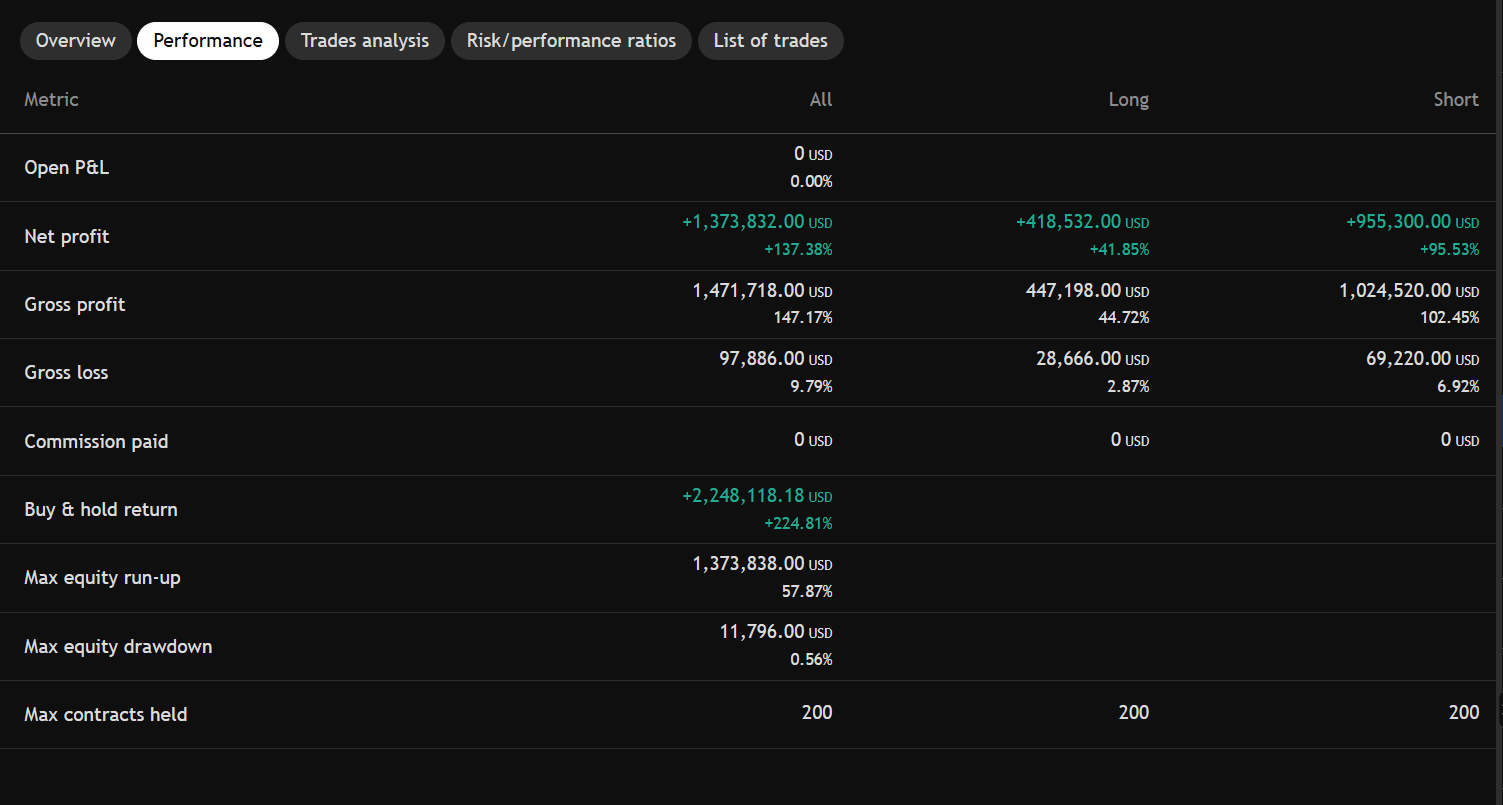 Overview Performance Trades analysis Risk/performance ratios List of trades
Metric All Long Short
Open P&L 0 USD
0.00%
Net profit +1,373,832.00 USD +418,532.00 USD +955,300.00 USD
+137.38% +41.85% +95.53%
Gross profit 1,471,718.00 USD 447,198.00 USD 1,024,520.00 USD
147.17% 44.72% 102.45%
Gross loss 97,886.00 USD 28,666.00 USD 69,220.00 USD
9.79% 2.87% 6.92%
Commission paid 0 USD 0 USD 0 USD
Buy & hold return +2,248,118.18 USD
+224.81%
Max equity run-up 1,373,838.00 USD
57.87%
Max equity drawdown 11,796.00 USD
0.56%
Max contracts held 200 200 200